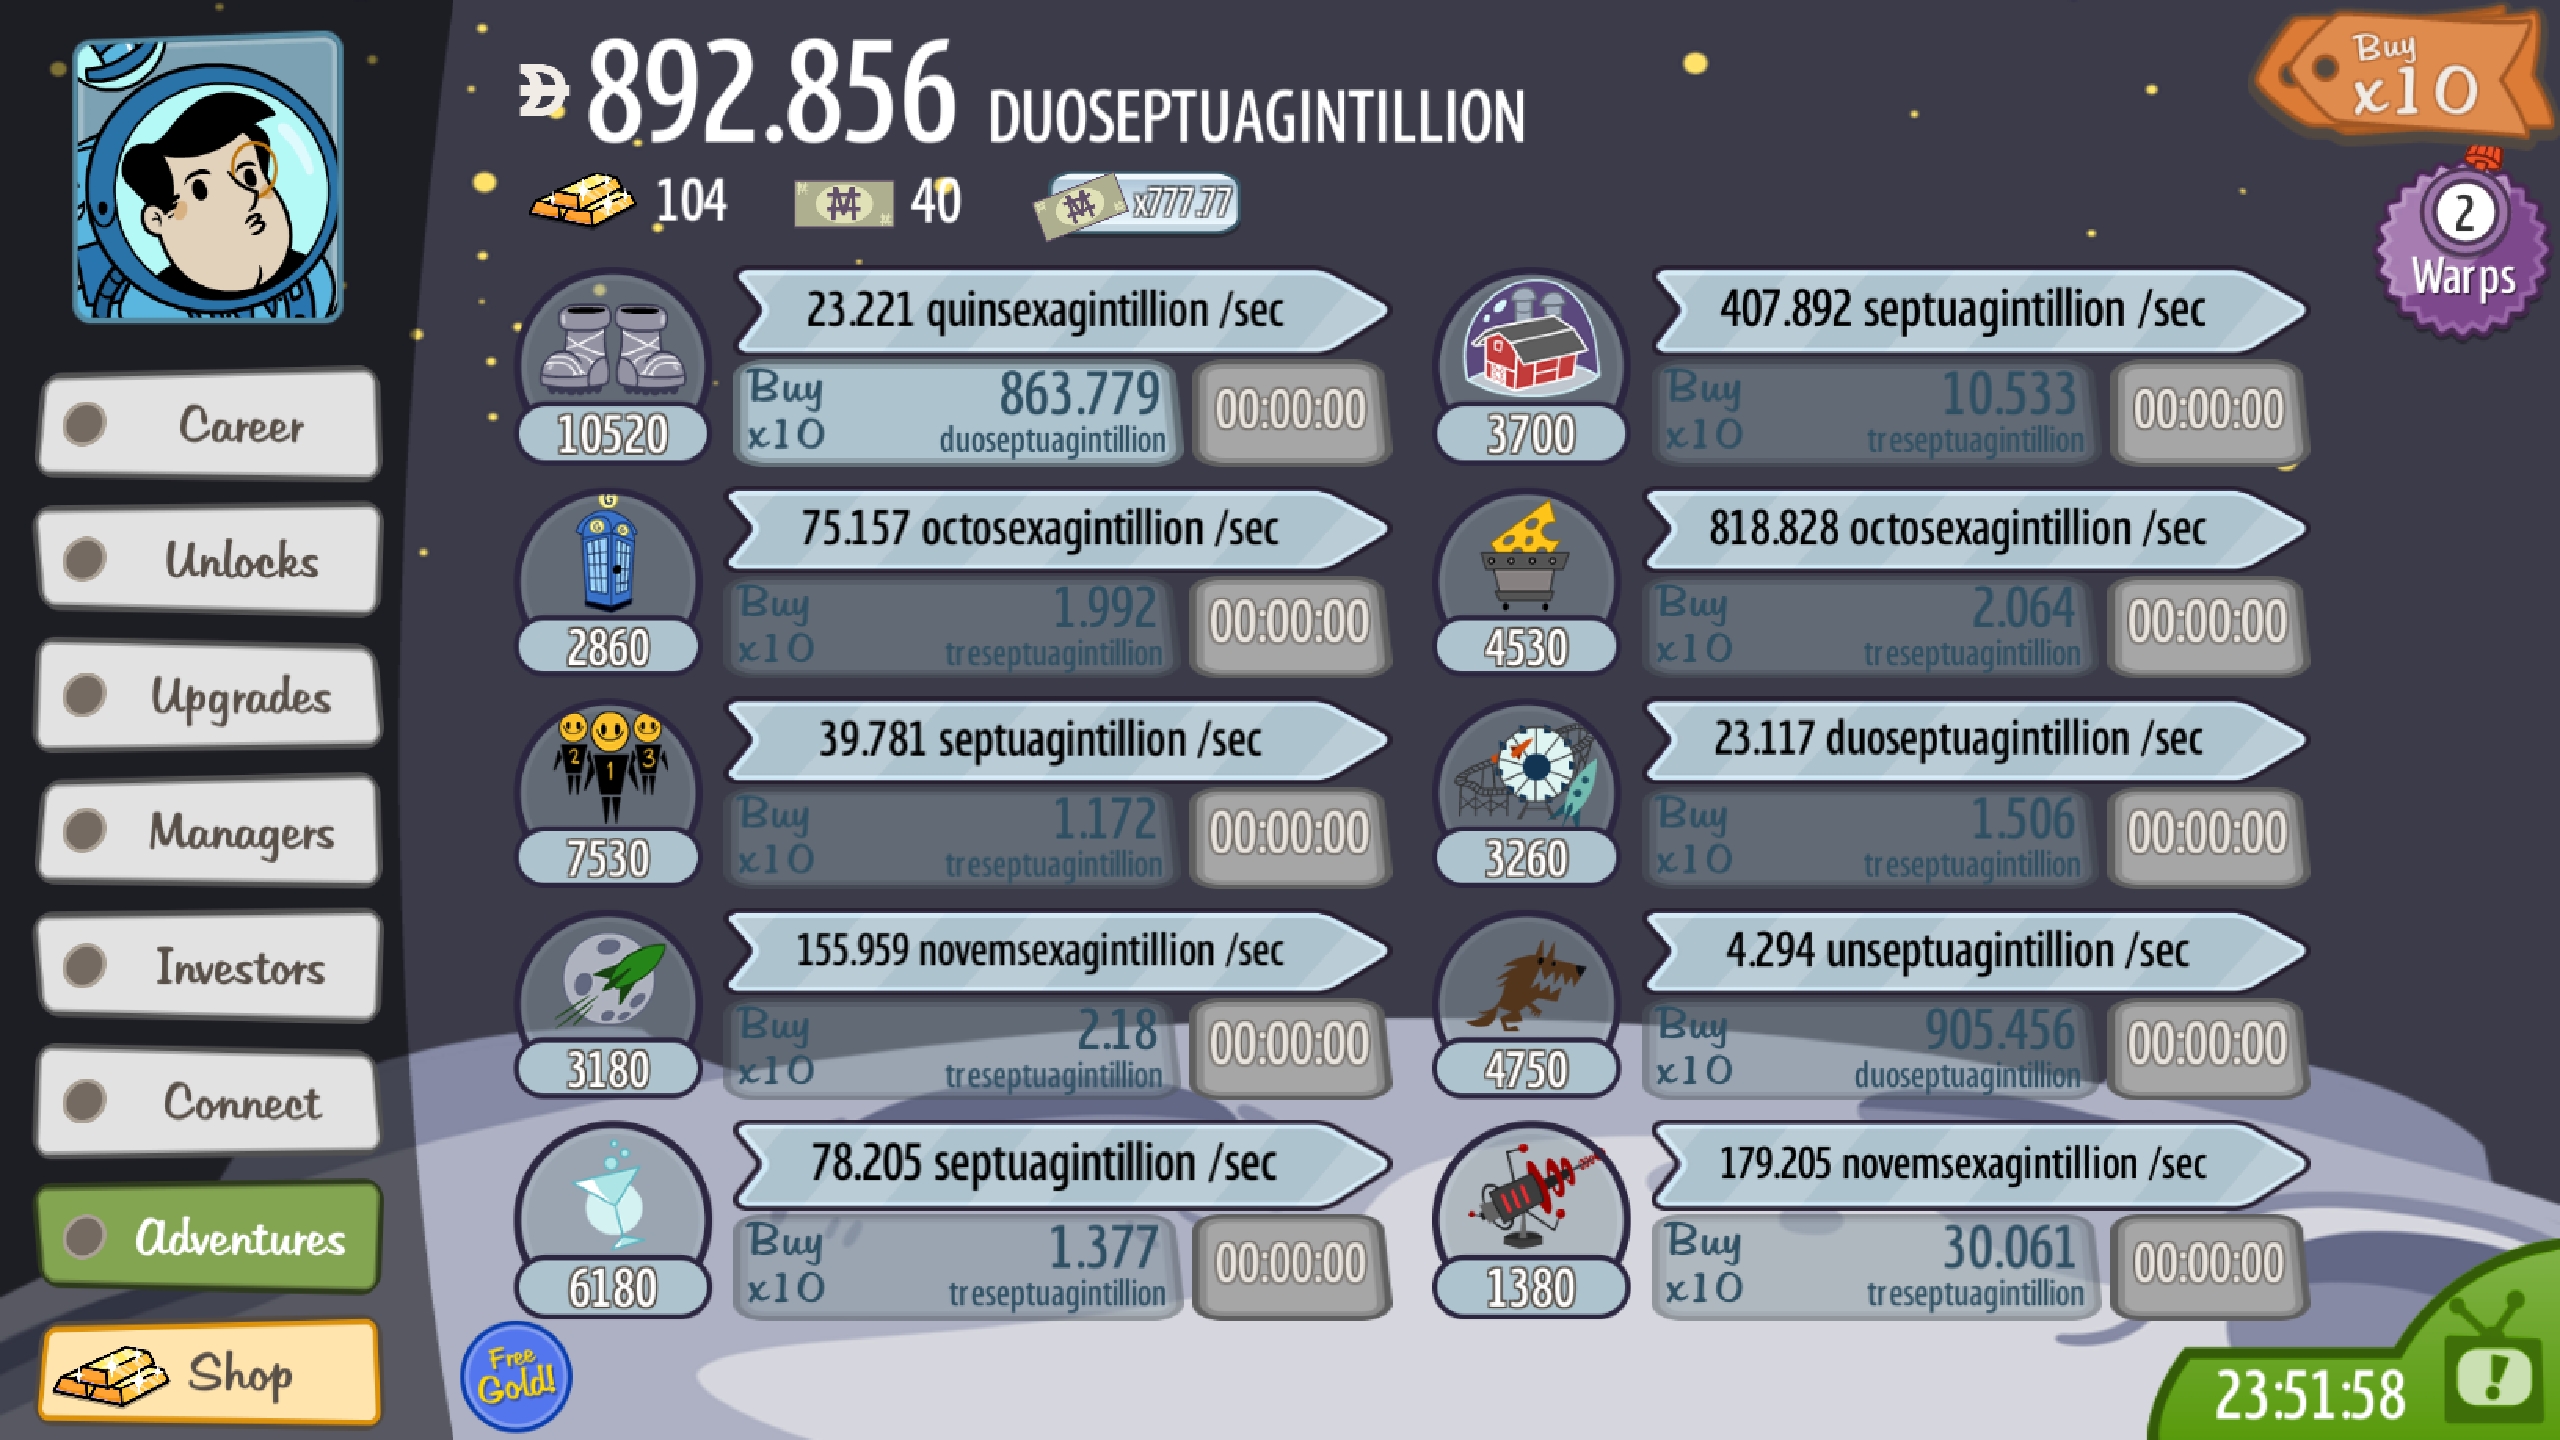 892.856 DUOSEPTUAGINTILLION
Buy
x10
104
40
x777.77
2
Warps
Career
Unlocks
Upgrades
Managers
Investors
Connect
Adventures
Shop
23.221 quinsexagintillion /sec
10520
Buy
x10
863.779
duoseptuagintillion
00:00:00
407.892 septuagintillion /sec
3700
Buy
x10
10.533
treseptuagintillion
00:00:00
G
75.157 octosexagintillion /sec
2860
Buy
x10
1.992
treseptuagintillion
00:00:00
818.828 octosexagintillion /sec
4530
Buy
x10
2.064
treseptuagintillion
00:00:00
2 1 3
39.781 septuagintillion /sec
7530
Buy
x10
1.172
treseptuagintillion
00:00:00
23.117 duoseptuagintillion /sec
3260
Buy
x10
1.506
treseptuagintillion
00:00:00
155.959 novemsexagintillion /sec
3180
Buy
x10
2.18
treseptuagintillion
00:00:00
4.294 unseptuagintillion /sec
4750
Buy
x10
905.456
duoseptuagintillion
00:00:00
78.205 septuagintillion /sec
6180
Buy
x10
1.377
treseptuagintillion
00:00:00
179.205 novemsexagintillion /sec
1380
Buy
x10
30.061
treseptuagintillion
00:00:00
Free
Gold!
23:51:58
!